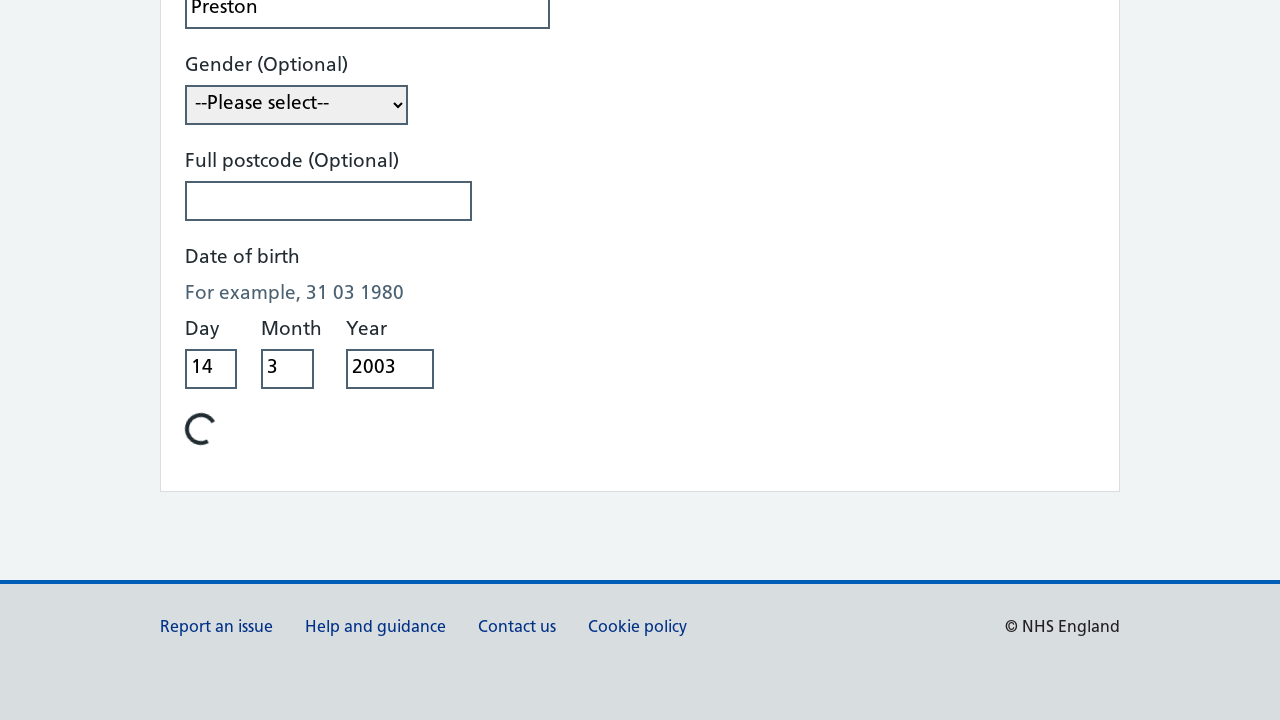 Preston
Gender (Optional)
--Please select--
Full postcode (Optional)
Date of birth
For example, 31 03 1980
Day Month Year
14 3 2003
Report an issue Help and guidance Contact us Cookie policy © NHS England